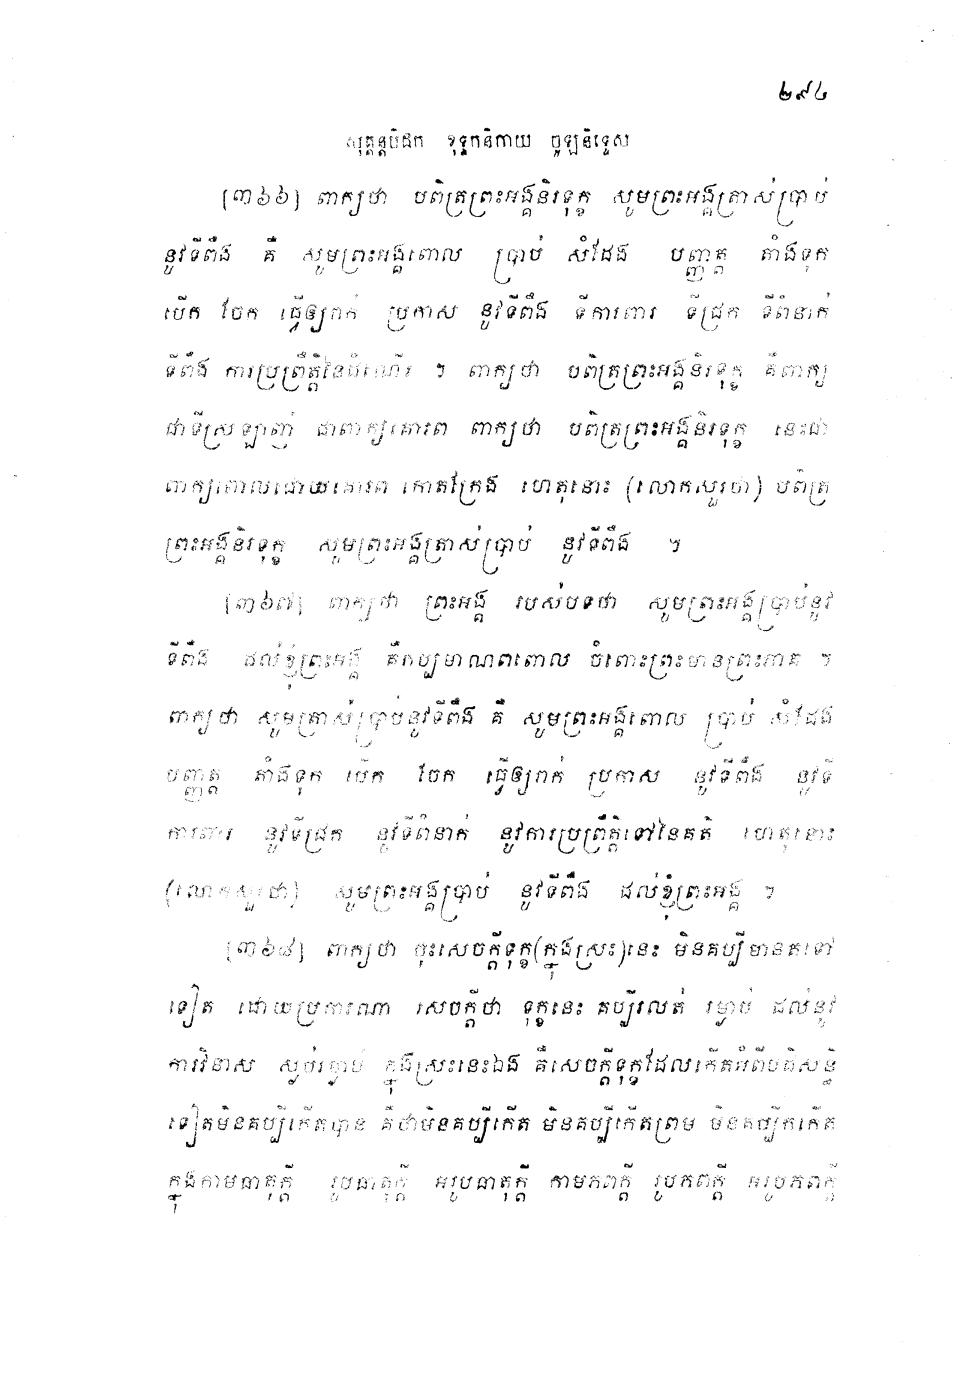 ២៩៤
សុត្តន្តបិដក ខុទ្ទកនិកាយ ចូឡនិទ្ទេស
[៣៦៦] ពាក្យថា បពិត្រព្រះអង្គនិរទុក្ខ សូមព្រះអង្គត្រាស់ប្រាប់
នូវទីពឹង គឺ សូមព្រះអង្គពោល ប្រាប់ សំដែង បញ្ញត្ត តាំងទុក
បើក ចែក ធ្វើឲ្យរាក់ ប្រកាស នូវទីពឹង ទីការពារ ទីជ្រក ទីពំនាក់
ទីពឹង ការប្រព្រឹត្តិនៃដំណើរ ។ ពាក្យថា បពិត្រព្រះអង្គនិរទុក្ខ គឺពាក្យ
ជាទីស្រឡាញ់ ជាពាក្យគោរព ពាក្យថា បពិត្រព្រះអង្គនិរទុក្ខ នេះជា
ពាក្យពោលដោយគោរព កោតក្រែង ហេតុនោះ (លោកសួរថា) បពិត្រ
ព្រះអង្គនិរទុក្ខ សូមព្រះអង្គត្រាស់ប្រាប់ នូវទីពឹង ។
[៣៦៧] ពាក្យថា ព្រះអង្គ របស់បទថា សូមព្រះអង្គប្រាប់នូវ
ទីពឹង ដល់ខ្ញុំព្រះអង្គ គឺកប្បមាណពពោល ចំពោះព្រះមានព្រះភាគ ។
ពាក្យថា សូមត្រាស់ប្រាប់នូវទីពឹង គឺ សូមព្រះអង្គពោល ប្រាប់ សំដែង
បញ្ញត្ត តាំងទុក បើក ចែក ធ្វើឲ្យរាក់ ប្រកាស នូវទីពឹង នូវទី
ការពារ នូវទីជ្រក នូវទីពំនាក់ នូវការប្រព្រឹត្តិទៅនៃគតិ ហេតុនោះ
(លោកសួរថា) សូមព្រះអង្គប្រាប់ នូវទីពឹង ដល់ខ្ញុំព្រះអង្គ ។
[៣៦៨] ពាក្យថា ចុះសេចក្តីទុក្ខ(ក្នុងស្រះ)នេះ មិនគប្បីមានតទៅ
ទៀត ដោយប្រការណា សេចក្តីថា ទុក្ខនេះ គប្បីរលត់ រម្ងាប់ ដល់នូវ
ការវិនាស ស្ងប់រម្ងាប់ ក្នុងស្រះនេះឯង គឺសេចក្តីទុក្ខដែលកើតអំពីបដិសន្ធិ
ទៀតមិនគប្បីកើតបាន គឺថាមិនគប្បីកើត មិនគប្បីកើតព្រម មិនគប្បីកកើត
ក្នុងកាមធាតុក្តី រូបធាតុក្តី អរូបធាតុក្តី កាមភពក្តី រូបភពក្តី អរូបភពក្តី